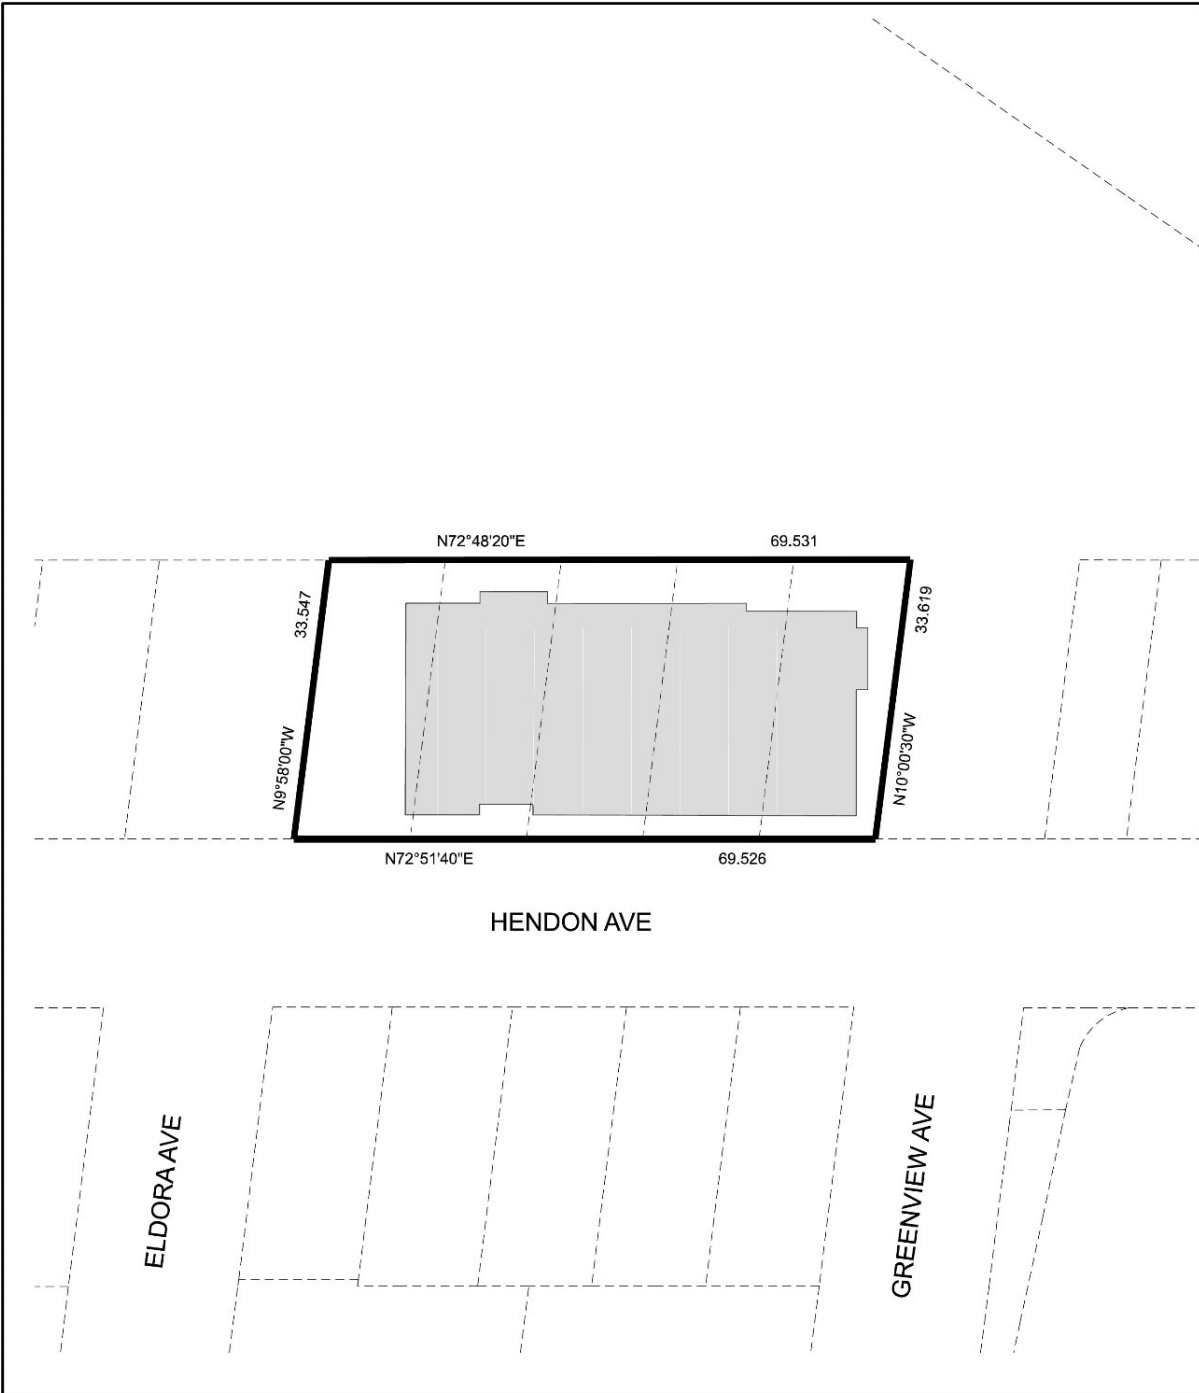 N72°48'20"E
69.531
33.547
33.619
N9°58'00"W
N10°00'30"W
N72°51'40"E
69.526
HENDON AVE
ELDORA AVE
GREENVIEW AVE